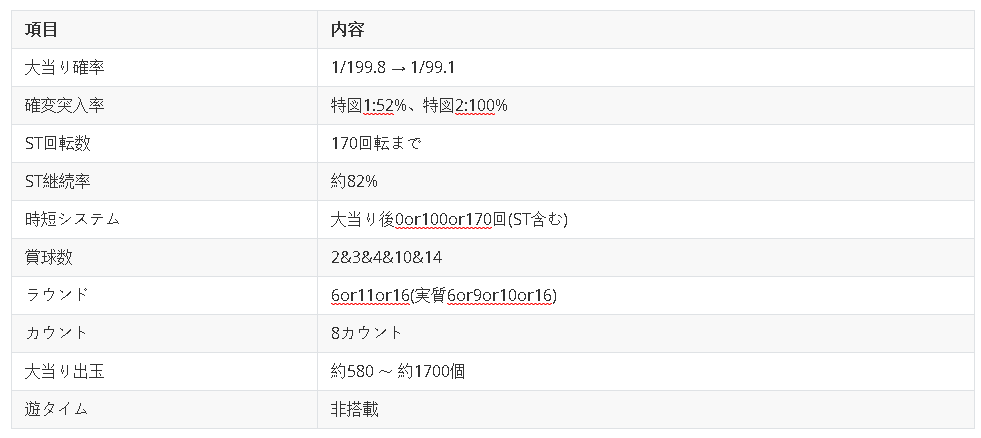 項目 内容
大当り確率 1/199.8 → 1/99.1
確変突入率 特図1:52%、特図2:100%
ST回転数 170回転まで
ST継続率 約82%
時短システム 大当り後0or100or170回(ST含む)
賞球数 2&3&4&10&14
ラウンド 6or11or16(実質6or9or10or16)
カウント 8カウント
大当り出玉 約580 ～ 約1700個
遊タイム 非搭載